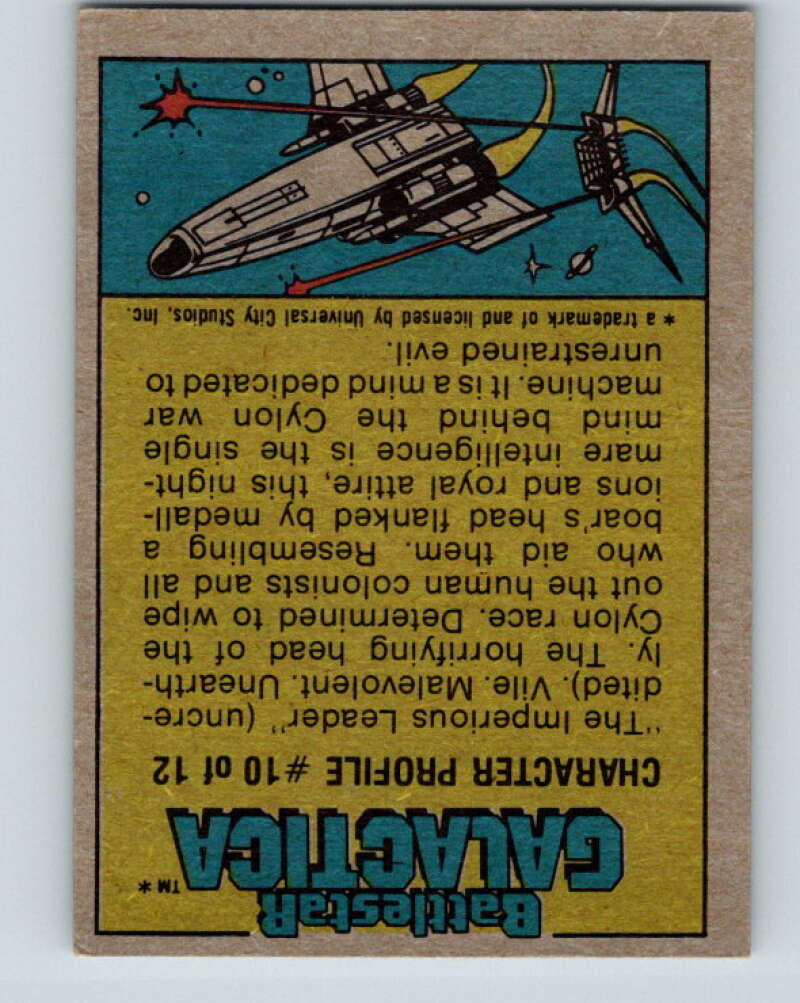 BattlestaR
GALACTICA™*
CHARACTER PROFILE #10 of 12
"The Imperious Leader" (uncre-
dited). Vile. Malevolent. Unearth-
ly. The horrifying head of the
Cylon race. Determined to wipe
out the human colonists and all
who aid them. Resembling a
boar's head flanked by medall-
ions and royal attire, this night-
mare intelligence is the single
mind behind the Cylon war
machine. It is a mind dedicated to
unrestrained evil.
* a trademark of and licensed by Universal City Studios, Inc.